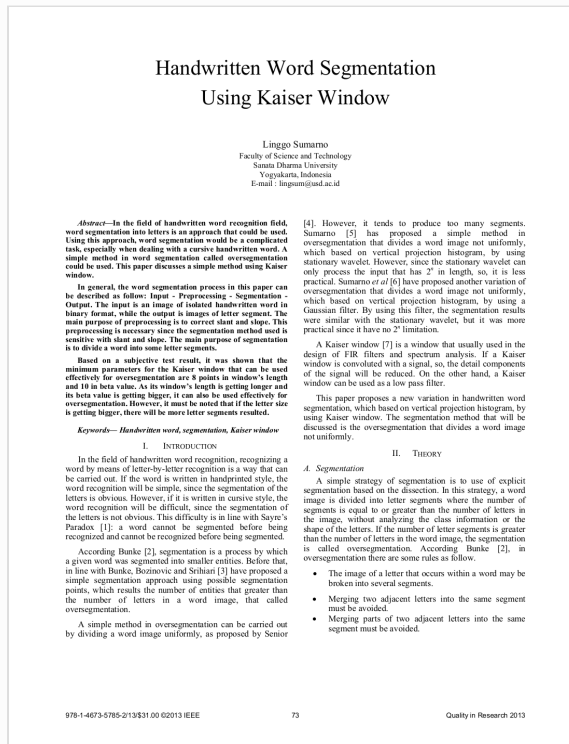 Handwritten Word Segmentation
Using Kaiser Window
Linggo Sumarno
Faculty of Science and Technology
Sanata Dharma University
Yogyakarta, Indonesia
E-mail : lingsum@usd.ac.id
Abstract—In the field of handwritten word recognition field,
word segmentation into letters is an approach that could be used.
Using this approach, word segmentation would be a complicated
task, especially when dealing with a cursive handwritten word. A
simple method in word segmentation called oversegmentation
could be used. This paper discusses a simple method using Kaiser
window.
In general, the word segmentation process in this paper can
be described as follow: Input - Preprocessing - Segmentation -
Output. The input is an image of isolated handwritten word in
binary format, while the output is images of letter segment. The
main purpose of preprocessing is to correct slant and slope. This
preprocessing is necessary since the segmentation method used is
sensitive with slant and slope. The main purpose of segmentation
is to divide a word into some letter segments.
Based on a subjective test result, it was shown that the
minimum parameters for the Kaiser window that can be used
effectively for oversegmentation are 8 points in window's length
and 10 in beta value. As its window's length is getting longer and
its beta value is getting bigger, it can also be used effectively for
oversegmentation. However, it must be noted that if the letter size
is getting bigger, there will be more letter segments resulted.
Keywords— Handwritten word, segmentation, Kaiser window
I. INTRODUCTION
In the field of handwritten word recognition, recognizing a
word by means of letter-by-letter recognition is a way that can
be carried out. If the word is written in handprinted style, the
word recognition will be simple, since the segmentation of the
letters is obvious. However, if it is written in cursive style, the
word recognition will be difficult, since the segmentation of
the letters is not obvious. This difficulty is in line with Sayre's
Paradox [1]: a word cannot be segmented before being
recognized and cannot be recognized before being segmented.
According Bunke [2], segmentation is a process by which
a given word was segmented into smaller entities. Before that,
in line with Bunke, Bozinovic and Srihari [3] have proposed a
simple segmentation approach using possible segmentation
points, which results the number of entities that greater than
the number of letters in a word image, that called
oversegmentation.
A simple method in oversegmentation can be carried out
by dividing a word image uniformly, as proposed by Senior
[4]. However, it tends to produce too many segments.
Sumarno [5] has proposed a simple method in
oversegmentation that divides a word image not uniformly,
which based on vertical projection histogram, by using
stationary wavelet. However, since the stationary wavelet can
only process the input that has 2ⁿ in length, so, it is less
practical. Sumarno et al [6] have proposed another variation of
oversegmentation that divides a word image not uniformly,
which based on vertical projection histogram, by using a
Gaussian filter. By using this filter, the segmentation results
were similar with the stationary wavelet, but it was more
practical since it have no 2ⁿ limitation.
A Kaiser window [7] is a window that usually used in the
design of FIR filters and spectrum analysis. If a Kaiser
window is convoluted with a signal, so, the detail components
of the signal will be reduced. On the other hand, a Kaiser
window can be used as a low pass filter.
This paper proposes a new variation in handwritten word
segmentation, which based on vertical projection histogram, by
using Kaiser window. The segmentation method that will be
discussed is the oversegmentation that divides a word image
not uniformly.
II. THEORY
A. Segmentation
A simple strategy of segmentation is to use of explicit
segmentation based on the dissection. In this strategy, a word
image is divided into letter segments where the number of
segments is equal to or greater than the number of letters in
the image, without analyzing the class information or the
shape of the letters. If the number of letter segments is greater
than the number of letters in the word image, the segmentation
is called oversegmentation. According Bunke [2], in
oversegmentation there are some rules as follow.
• The image of a letter that occurs within a word may be
broken into several segments.
• Merging two adjacent letters into the same segment
must be avoided.
• Merging parts of two adjacent letters into the same
segment must be avoided.
978-1-4673-5785-2/13/$31.00 ©2013 IEEE
73
Quality in Research 2013